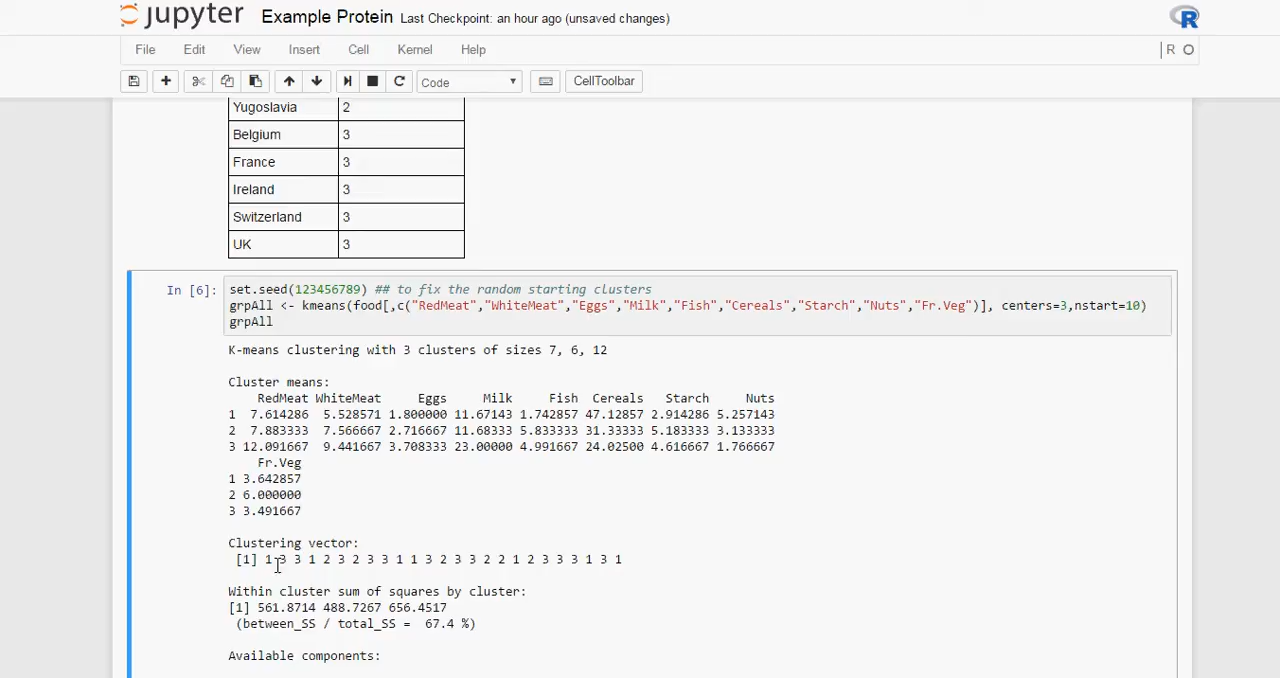 jupyter Example Protein Last Checkpoint: an hour ago (unsaved changes)
File Edit View Insert Cell Kernel Help R
Code CellToolbar
Yugoslavia 2
Belgium 3
France 3
Ireland 3
Switzerland 3
UK 3
In [6]: set.seed(123456789) ## to fix the random starting clusters
grpAll <- kmeans(food[,c("RedMeat","WhiteMeat","Eggs","Milk","Fish","Cereals","Starch","Nuts","Fr.Veg")], centers=3,nstart=10)
grpAll
K-means clustering with 3 clusters of sizes 7, 6, 12
Cluster means:
RedMeat WhiteMeat Eggs Milk Fish Cereals Starch Nuts
1 7.614286 5.528571 1.800000 11.67143 1.742857 47.12857 2.914286 5.257143
2 7.883333 7.566667 2.716667 11.68333 5.833333 31.33333 5.183333 3.133333
3 12.091667 9.441667 3.708333 23.00000 4.991667 24.02500 4.616667 1.766667
Fr.Veg
1 3.642857
2 6.000000
3 3.491667
Clustering vector:
[1] 1 3 3 1 2 3 2 3 3 1 1 3 2 3 3 2 2 1 2 3 3 3 1 3 1
Within cluster sum of squares by cluster:
[1] 561.8714 488.7267 656.4517
(between_SS / total_SS = 67.4 %)
Available components: